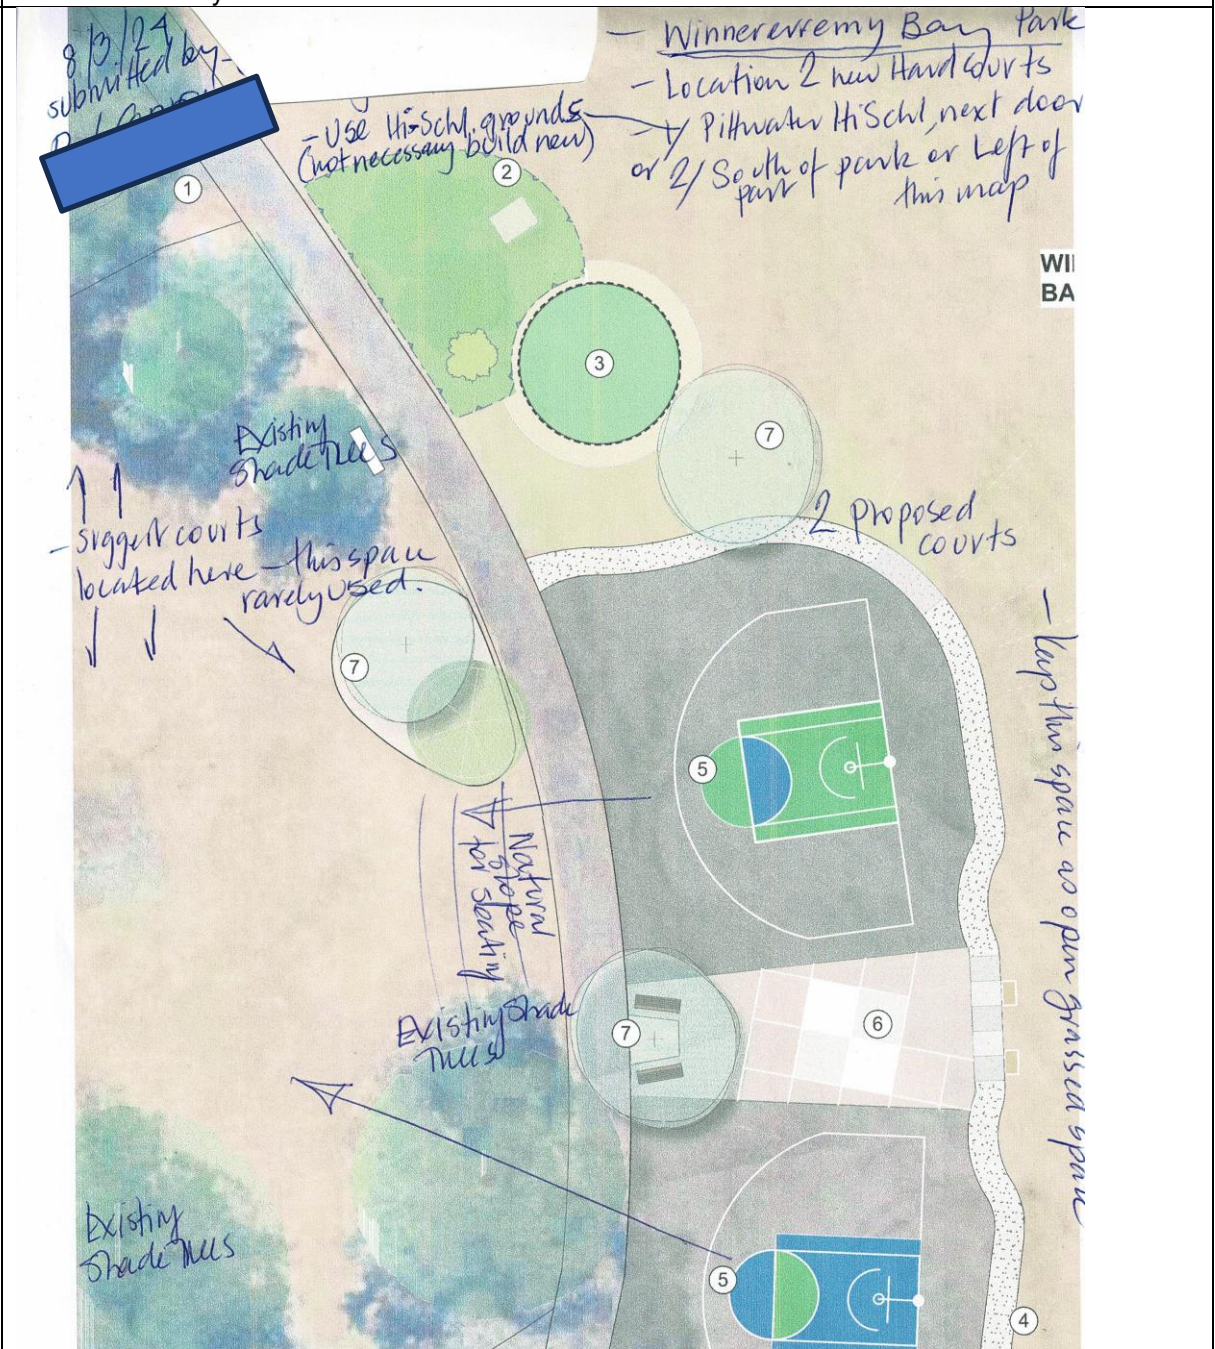 8/3/24
submitted by -
- Winnererremy Bay Park
- Location 2 new Hard Courts
- 1/ Pittwater Hi Schl, next door
or 2/ South of park or Left of
part this map
- Use Hi-Schl. grounds
(not necessary build new)
1
2
WI
BA
3
7
Existing
Shade Trees
2 proposed
courts
- suggest courts
located here - this space
rarely used.
7
- Keep this space as open grassed space
5
Natural
slope
for seating
6
7
Existing Shade
Trees
Existing
Shade Trees
5
4